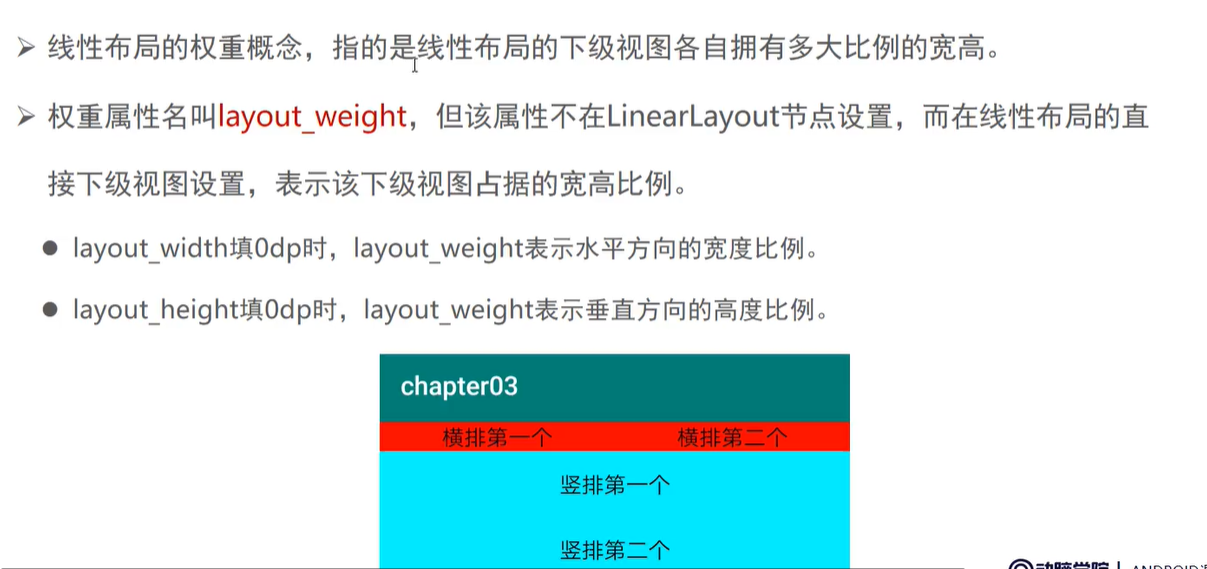 线性布局的权重概念，指的是线性布局的下级视图各自拥有多大比例的宽高。
权重属性名叫layout_weight，但该属性不在LinearLayout节点设置，而在线性布局的直
接下级视图设置，表示该下级视图占据的宽高比例。
layout_width填0dp时，layout_weight表示水平方向的宽度比例。
layout_height填0dp时，layout_weight表示垂直方向的高度比例。
chapter03
横排第一个 横排第二个
竖排第一个
竖排第二个
动脑学院 | ANDROID